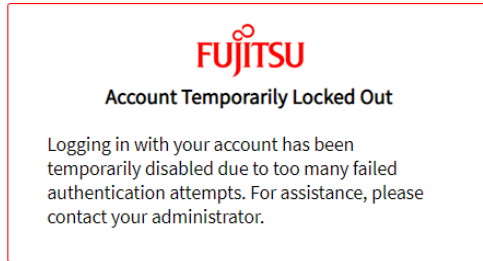 FUJITSU
Account Temporarily Locked Out
Logging in with your account has been
temporarily disabled due to too many failed
authentication attempts. For assistance, please
contact your administrator.